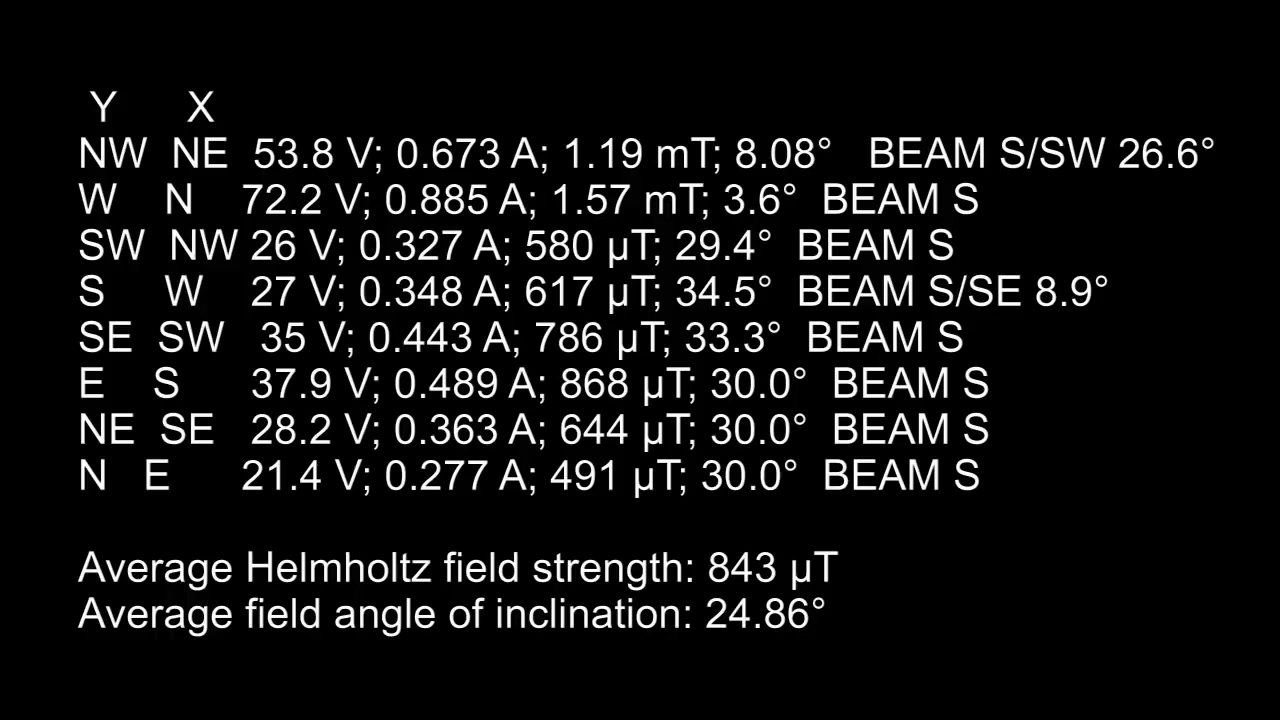 Y X
NW NE 53.8 V; 0.673 A; 1.19 mT; 8.08° BEAM S/SW 26.6°
W N 72.2 V; 0.885 A; 1.57 mT; 3.6° BEAM S
SW NW 26 V; 0.327 A; 580 µT; 29.4° BEAM S
S W 27 V; 0.348 A; 617 µT; 34.5° BEAM S/SE 8.9°
SE SW 35 V; 0.443 A; 786 µT; 33.3° BEAM S
E S 37.9 V; 0.489 A; 868 µT; 30.0° BEAM S
NE SE 28.2 V; 0.363 A; 644 µT; 30.0° BEAM S
N E 21.4 V; 0.277 A; 491 µT; 30.0° BEAM S
Average Helmholtz field strength: 843 µT
Average field angle of inclination: 24.86°